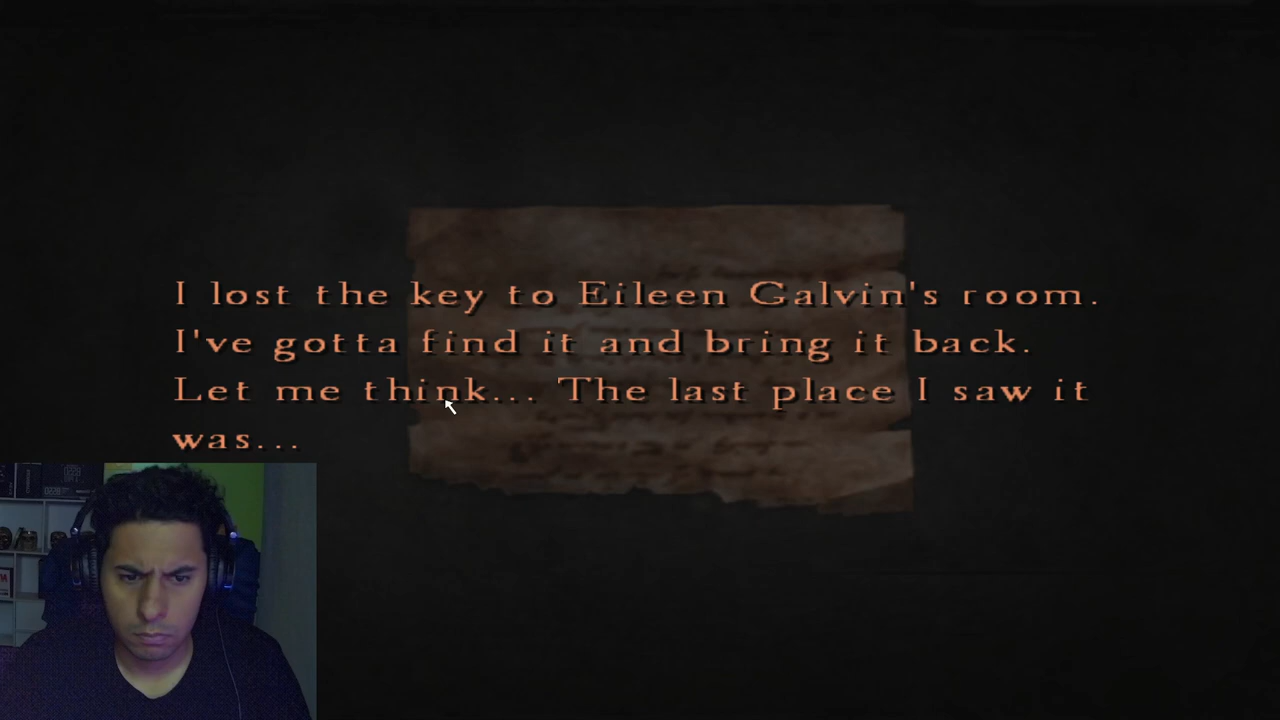 I lost the key to Eileen Galvin's room.
I've gotta find it and bring it back.
Let me think... The last place I saw it
was...